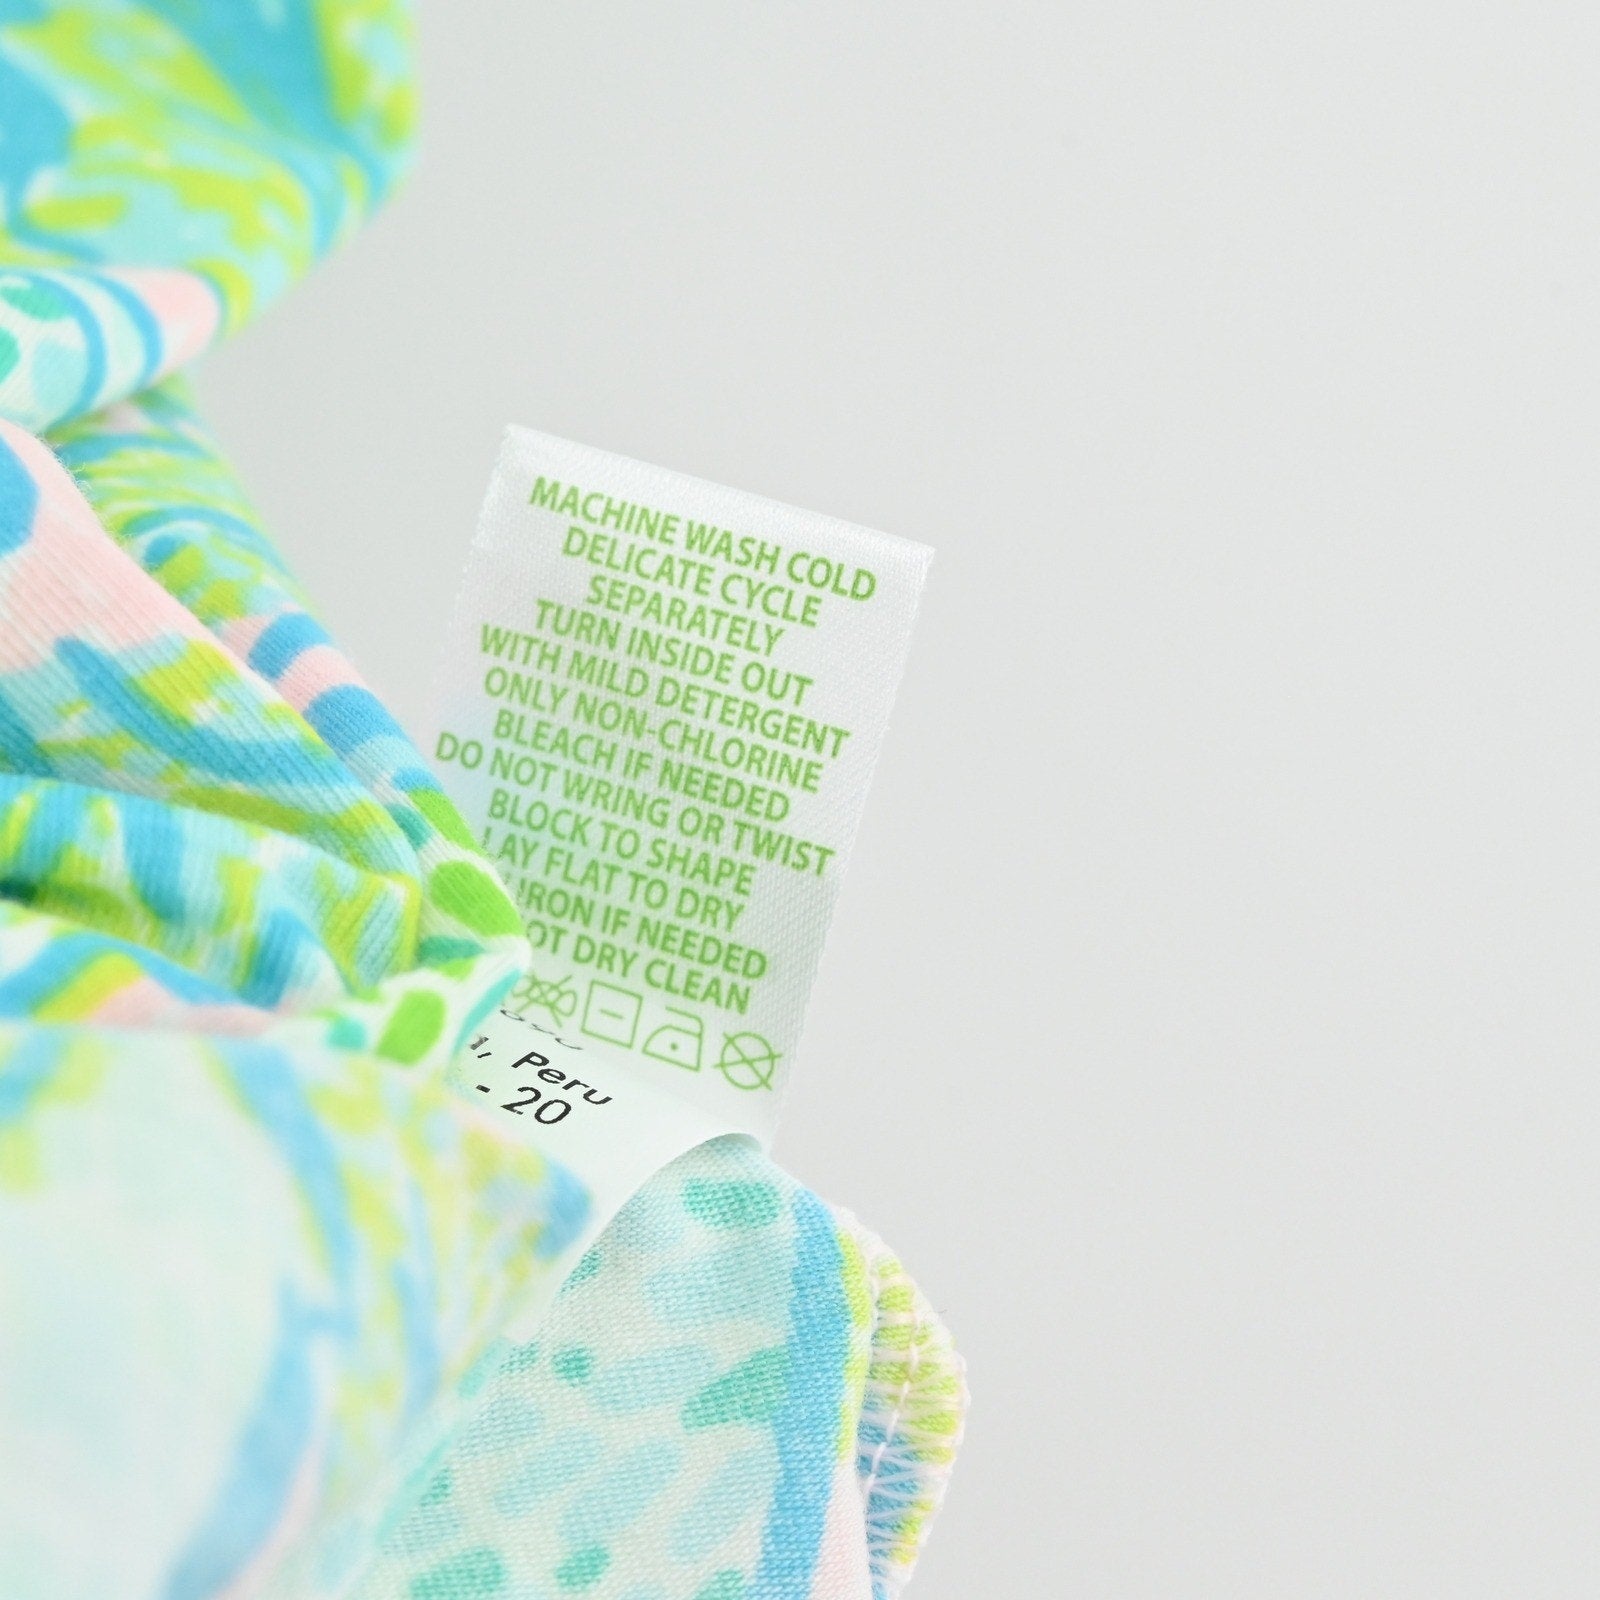 MACHINE WASH COLD
DELICATE CYCLE
SEPARATELY
TURN INSIDE OUT
WITH MILD DETERGENT
ONLY NON-CHLORINE
BLEACH IF NEEDED
DO NOT WRING OR TWIST
BLOCK TO SHAPE
LAY FLAT TO DRY
IRON IF NEEDED
DRY CLEAN
Peru
- 20